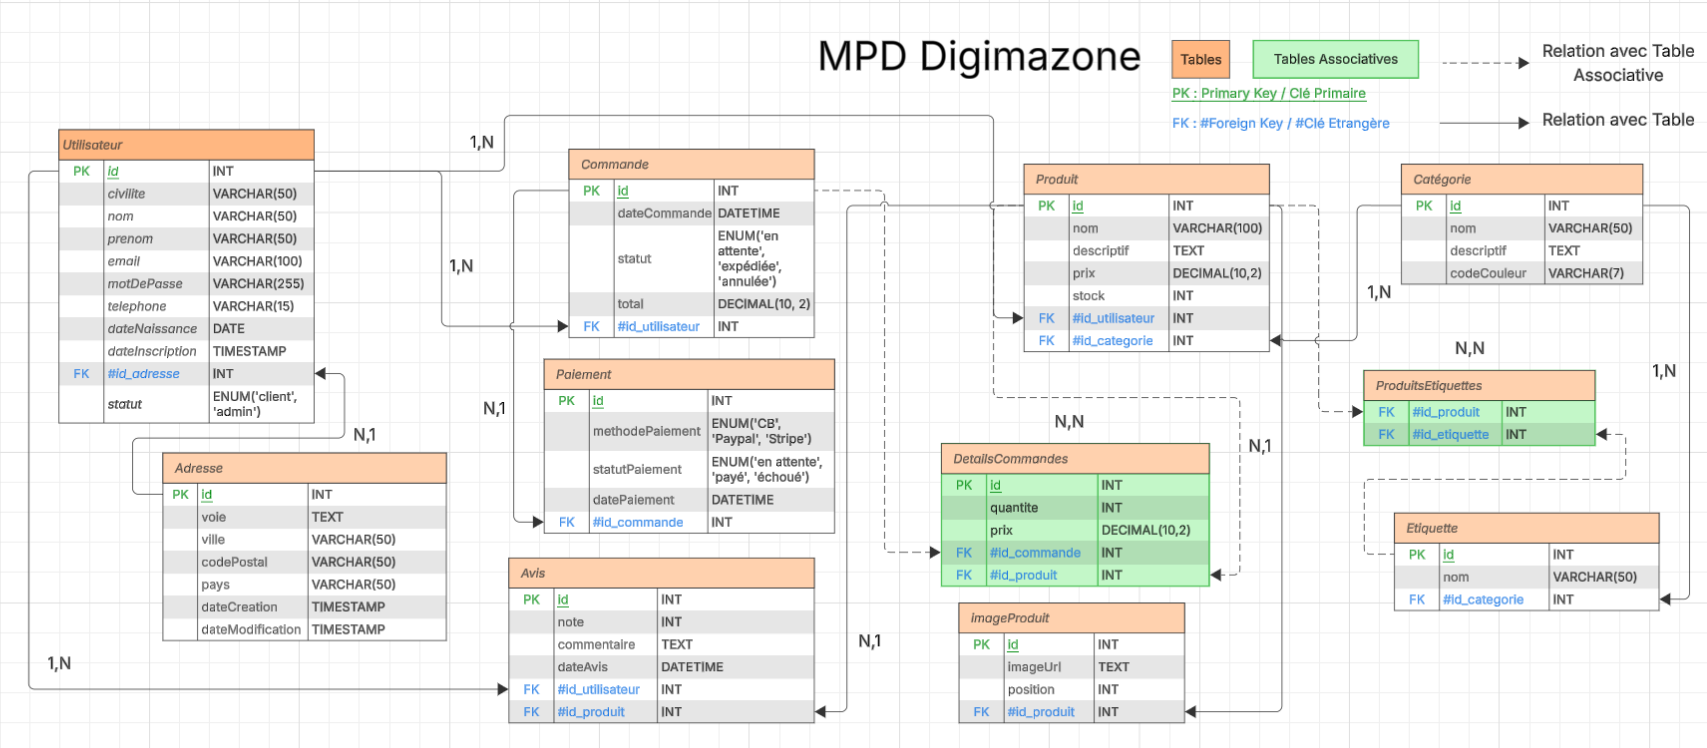 MPD Digimazone
Tables
Tables Associatives
Relation avec Table
Associative
PK : Primary Key / Clé Primaire
FK : #Foreign Key / #Clé Etrangère
Relation avec Table
Utilisateur
PK id INT
civilite VARCHAR(50)
nom VARCHAR(50)
prenom VARCHAR(50)
email VARCHAR(100)
motDePasse VARCHAR(255)
telephone VARCHAR(15)
dateNaissance DATE
dateInscription TIMESTAMP
FK #id_adresse INT
statut ENUM('client',
'admin')
1,N
1,N
N,1
1,N
Adresse
PK id INT
voie TEXT
ville VARCHAR(50)
codePostal VARCHAR(50)
pays VARCHAR(50)
dateCreation TIMESTAMP
dateModification TIMESTAMP
Commande
PK id INT
dateCommande DATETIME
statut ENUM('en
attente',
'expédiée',
'annulée')
total DECIMAL(10, 2)
FK #id_utilisateur INT
N,1
Paiement
PK id INT
methodePaiement ENUM('CB',
'Paypal', 'Stripe')
statutPaiement ENUM('en attente',
'payé', 'échoué')
datePaiement DATETIME
FK #id_commande INT
Avis
PK id INT
note INT
commentaire TEXT
dateAvis DATETIME
FK #id_utilisateur INT
FK #id_produit INT
N,1
Produit
PK id INT
nom VARCHAR(100)
descriptif TEXT
prix DECIMAL(10,2)
stock INT
FK #id_utilisateur INT
FK #id_categorie INT
N,N
N,1
DetailsCommandes
PK id INT
quantite INT
prix DECIMAL(10,2)
FK #id_commande INT
FK #id_produit INT
imageProduit
PK id INT
imageUrl TEXT
position INT
FK #id_produit INT
Catégorie
PK id INT
nom VARCHAR(50)
descriptif TEXT
codeCouleur VARCHAR(7)
1,N
N,N
1,N
ProduitsEtiquettes
FK #id_produit INT
FK #id_etiquette INT
Etiquette
PK id INT
nom VARCHAR(50)
FK #id_categorie INT